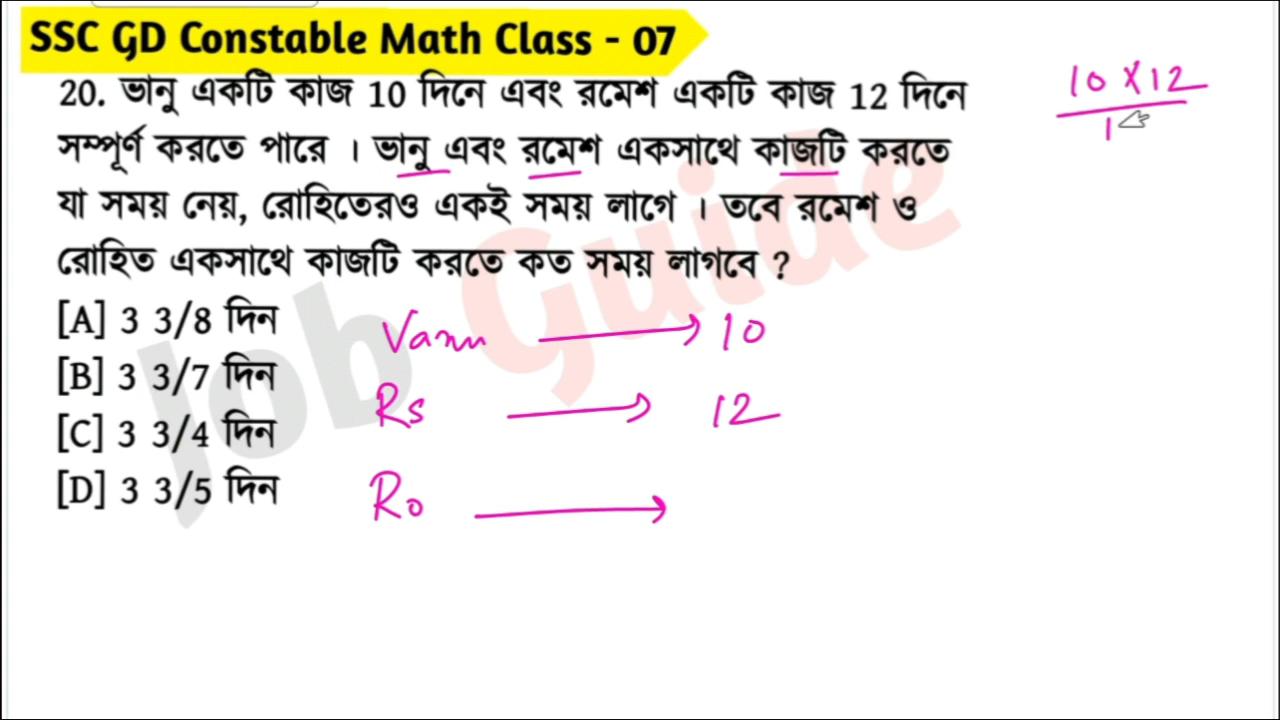 SSC GD Constable Math Class - 07
20. ভানু একটি কাজ 10 দিনে এবং রমেশ একটি কাজ 12 দিনে
সম্পূর্ণ করতে পারে । ভানু এবং রমেশ একসাথে কাজটি করতে
যা সময় নেয়, রোহিতেরও একই সময় লাগে । তবে রমেশ ও
রোহিত একসাথে কাজটি করতে কত সময় লাগবে ?
[A] 3 3/8 দিন
[B] 3 3/7 দিন
[C] 3 3/4 দিন
[D] 3 3/5 দিন
Vanu → 10
Rs → 12
Ro →
10 X 12
1
Job Guide